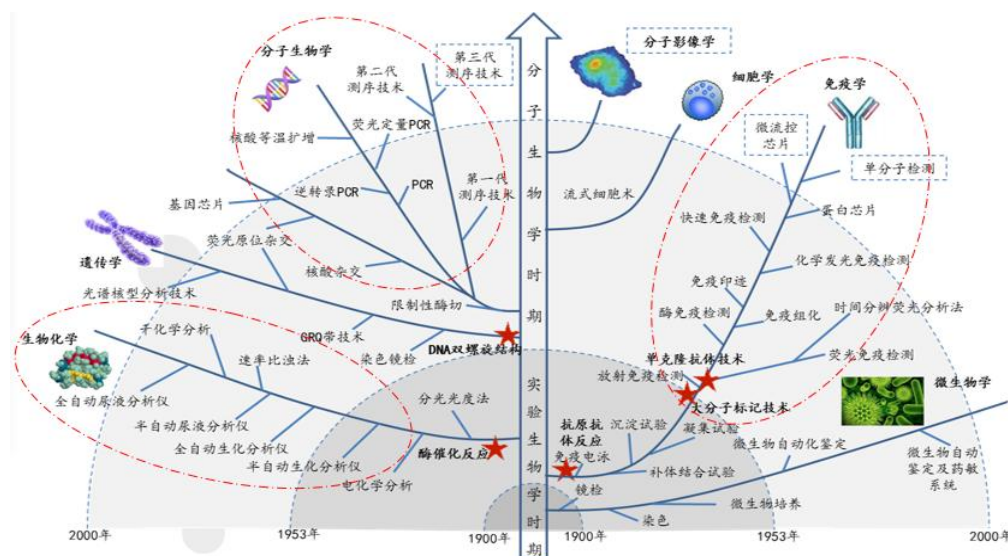 分子生物学
第二代
测序技术
第三代
测序技术
核酸等温扩增
荧光定量PCR
逆转录PCR
PCR
第一代
测序技术
基因芯片
荧光原位杂交
核酸杂交
限制性酶切
遗传学
光谱核型分析技术
GRQ带技术
染色镜检
DNA双螺旋结构
生物化学
干化学分析
速率比浊法
全自动尿液分析仪
半自动尿液分析仪
全自动生化分析仪
半自动生化分析仪
电化学分析
分光光度法
酶催化反应
分子生物学时期
实验生物学时期
分子影像学
细胞学
流式细胞术
免疫学
微流控
芯片
单分子检测
蛋白芯片
快速免疫检测
化学发光免疫检测
免疫印迹
免疫组化
时间分辨荧光分析法
酶免疫检测
单克隆抗体技术
荧光免疫检测
放射免疫检测
大分子标记技术
抗原抗
体反应
沉淀试验
凝集试验
免疫电泳
补体结合试验
微生物学
微生物自动化鉴定
微生物自动
鉴定及药敏
系统
镜检
微生物培养
染色
2000年
1953年
1900年
1900年
1953年
2000年